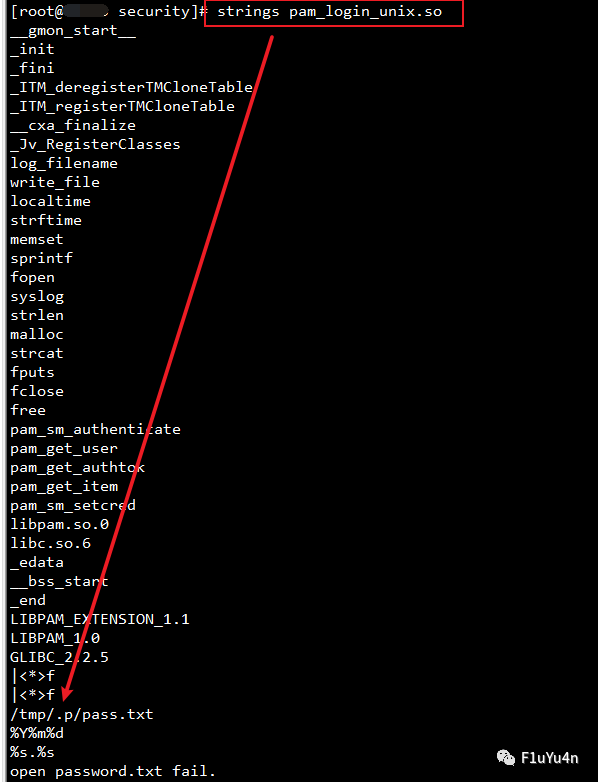 [root@ security]# strings pam_login_unix.so
__gmon_start__
_init
_fini
_ITM_deregisterTMCloneTable
_ITM_registerTMCloneTable
__cxa_finalize
_Jv_RegisterClasses
log_filename
write_file
localtime
strftime
memset
sprintf
fopen
syslog
strlen
malloc
strcat
fputs
fclose
free
pam_sm_authenticate
pam_get_user
pam_get_authtok
pam_get_item
pam_sm_setcred
libpam.so.0
libc.so.6
_edata
__bss_start
_end
LIBPAM_EXTENSION_1.1
LIBPAM_1.0
GLIBC_2.2.5
|<*>f
|<*>f
/tmp/.p/pass.txt
%Y%m%d
%s.%s
open password.txt fail.
F1uYu4n